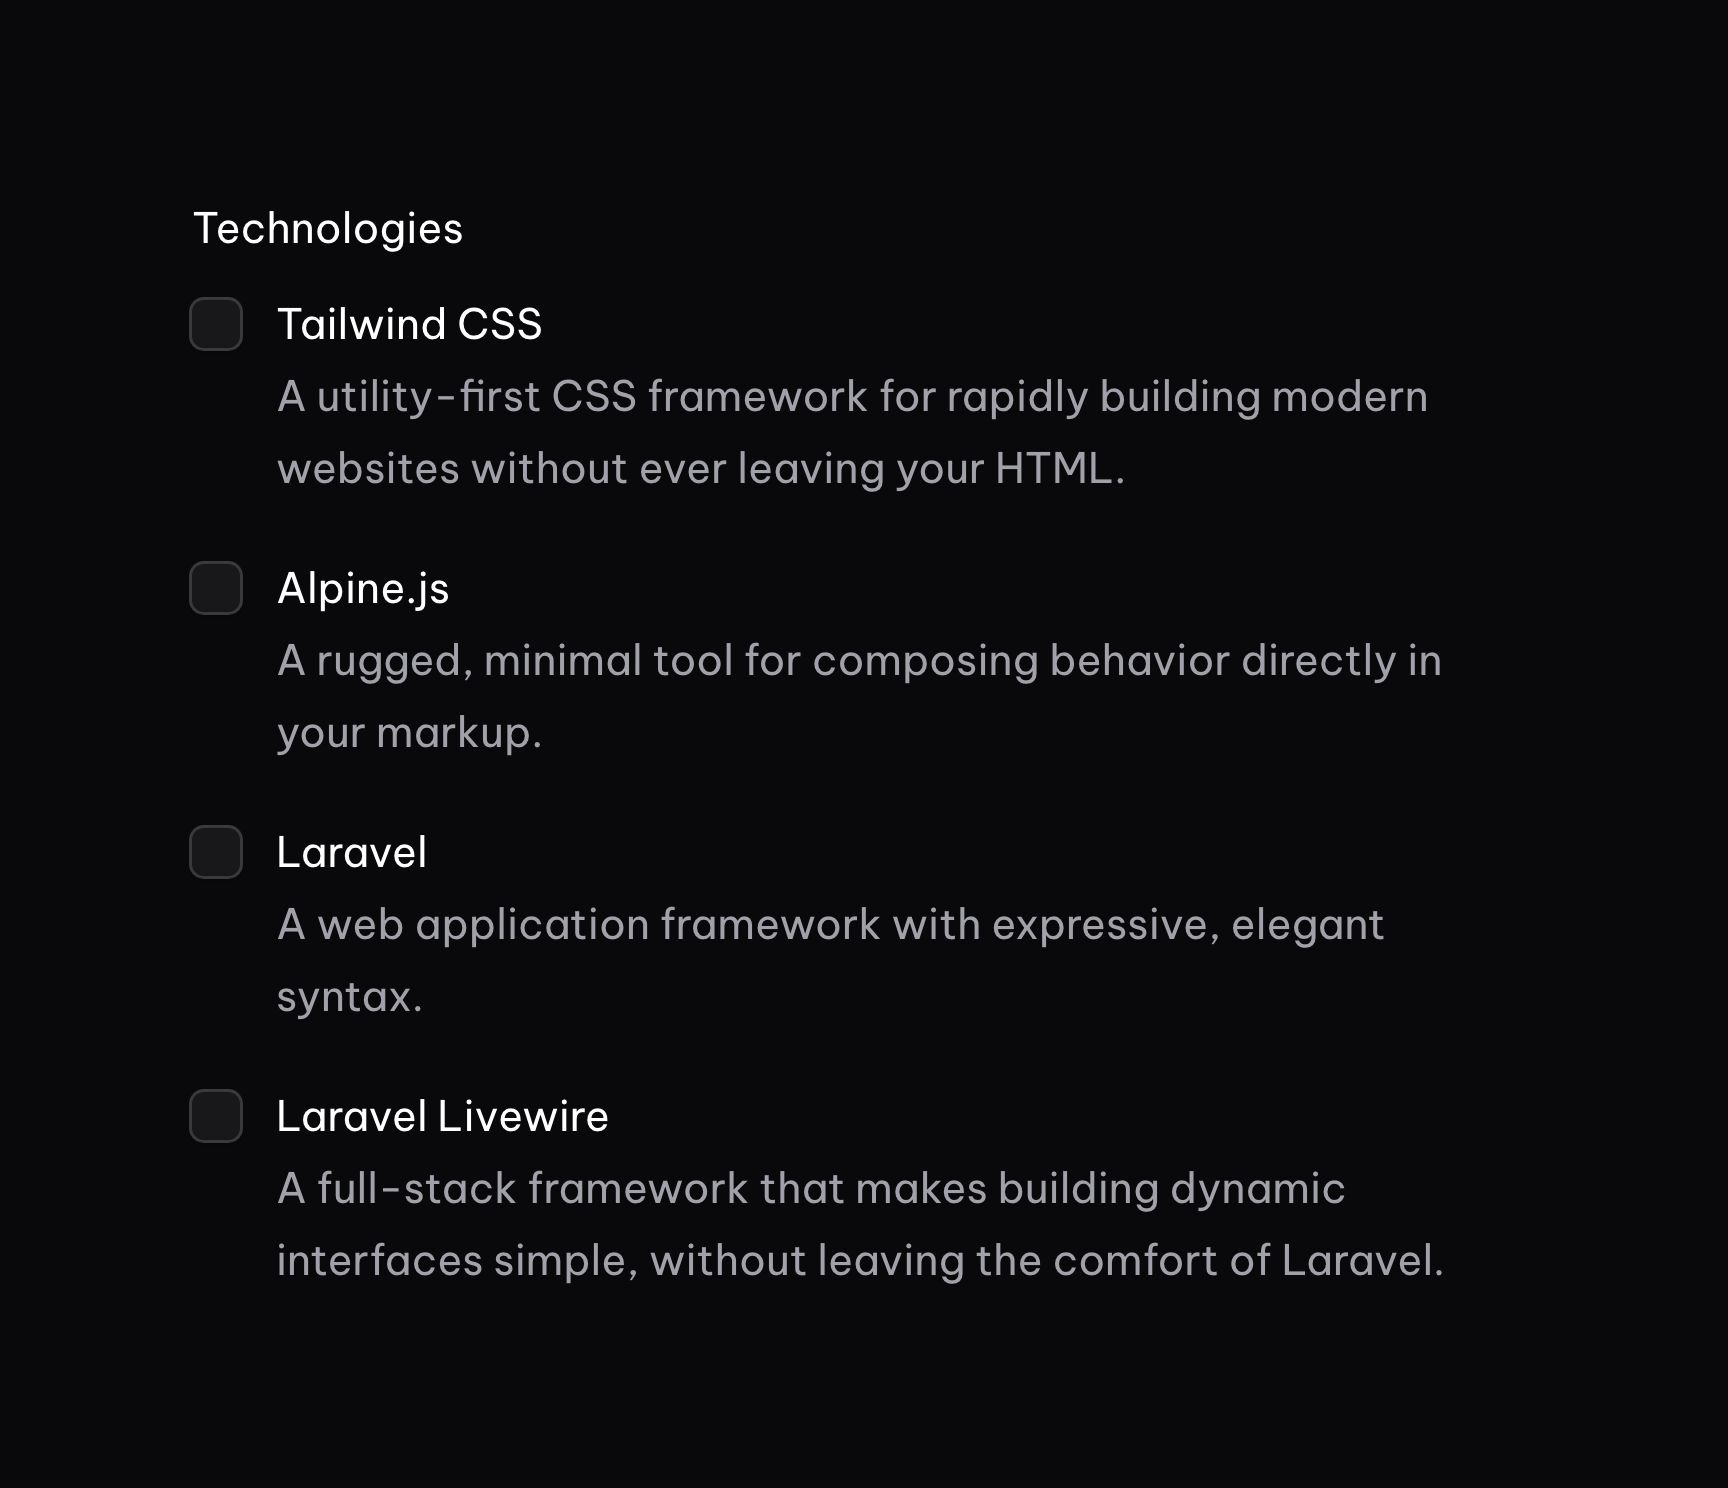 Technologies
Tailwind CSS
A utility-first CSS framework for rapidly building modern
websites without ever leaving your HTML.
Alpine.js
A rugged, minimal tool for composing behavior directly in
your markup.
Laravel
A web application framework with expressive, elegant
syntax.
Laravel Livewire
A full-stack framework that makes building dynamic
interfaces simple, without leaving the comfort of Laravel.